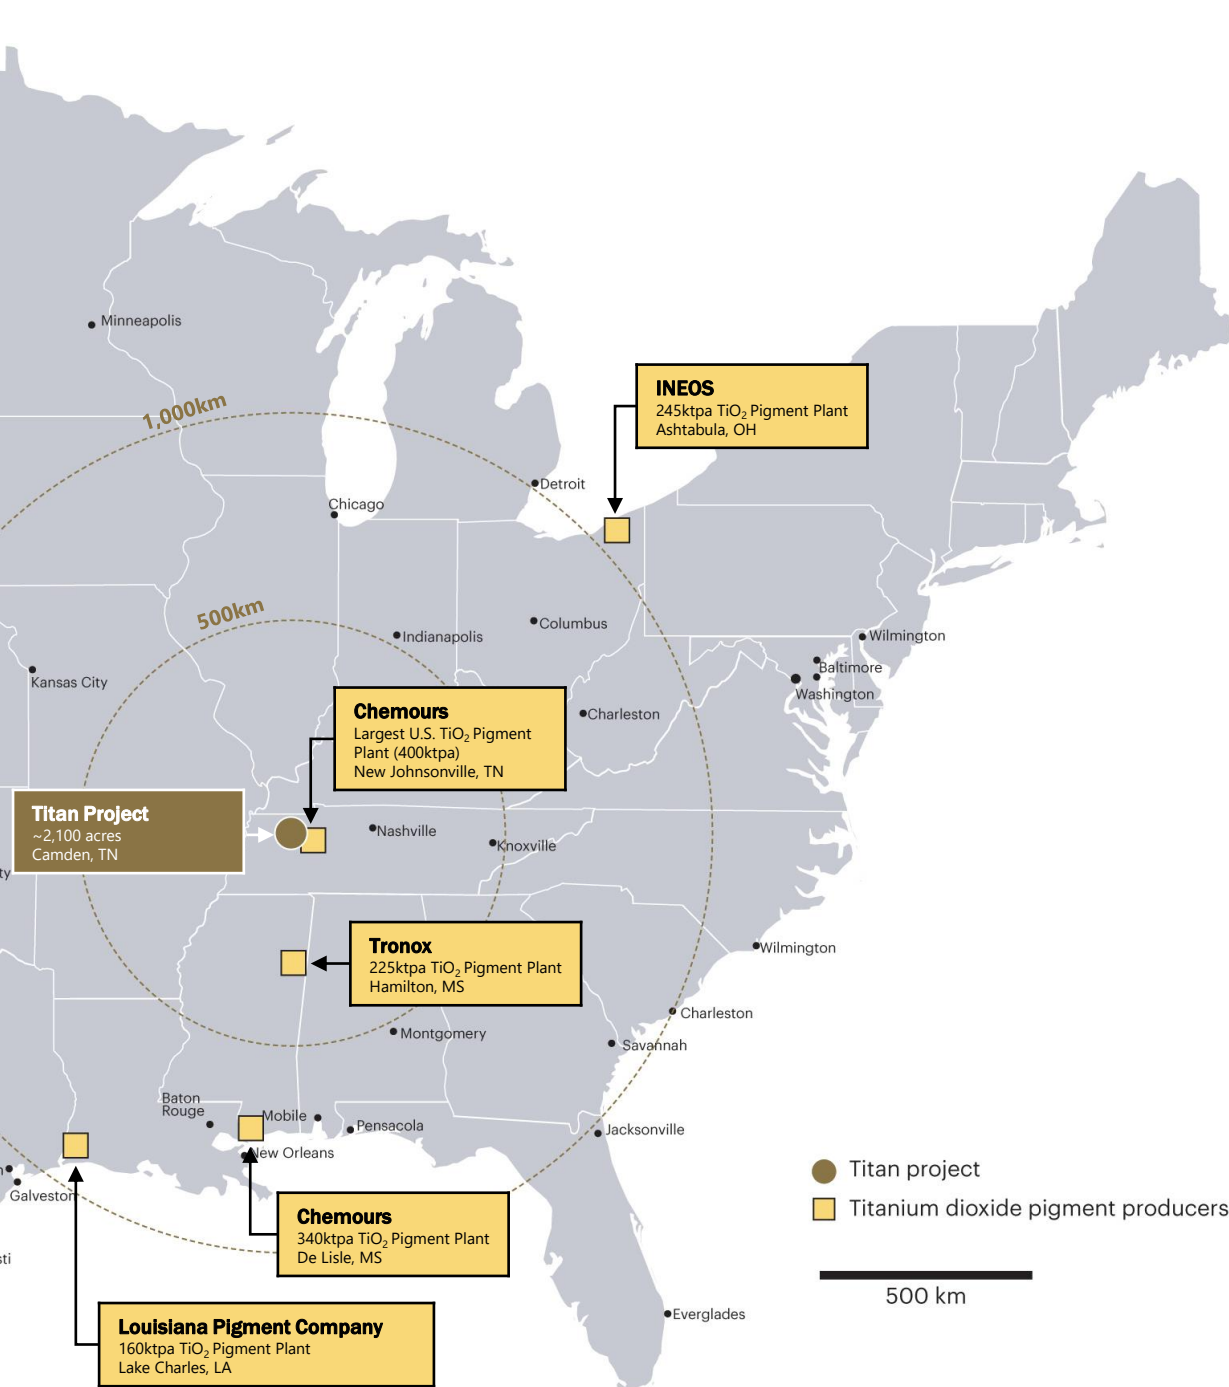 Minneapolis
1,000km
INEOS
245ktpa TiO₂ Pigment Plant
Ashtabula, OH
Detroit
Chicago
500km
Columbus
Indianapolis
Wilmington
Baltimore
Washington
Kansas City
Charleston
Chemours
Largest U.S. TiO₂ Pigment
Plant (400ktpa)
New Johnsonville, TN
Titan Project
~2,100 acres
Camden, TN
Nashville
Knoxville
ty
Tronox
225ktpa TiO₂ Pigment Plant
Hamilton, MS
Wilmington
Charleston
Montgomery
Savannah
Baton
Rouge
Mobile
Pensacola
Jacksonville
New Orleans
n
Galveston
Titan project
Titanium dioxide pigment producers
Chemours
340ktpa TiO₂ Pigment Plant
De Lisle, MS
sti
500 km
Everglades
Louisiana Pigment Company
160ktpa TiO₂ Pigment Plant
Lake Charles, LA